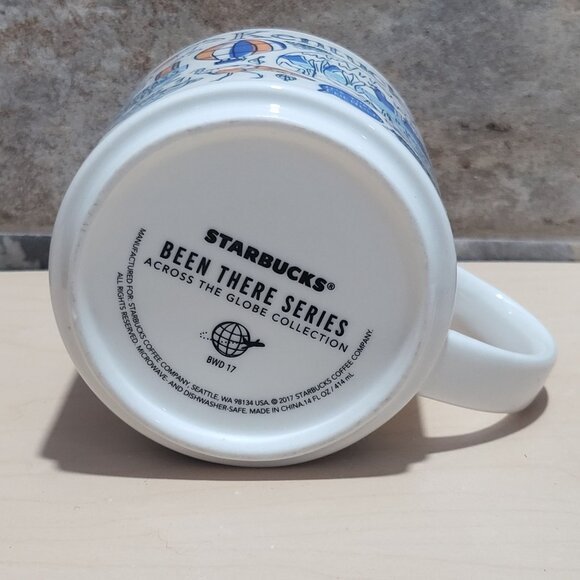 STARBUCKS®
BEEN THERE SERIES
ACROSS THE GLOBE COLLECTION
BWD 17
MANUFACTURED FOR: STARBUCKS COFFEE COMPANY, SEATTLE, WA 98134 USA. © 2017 STARBUCKS COFFEE COMPANY.
ALL RIGHTS RESERVED. MICROWAVE- AND DISHWASHER-SAFE. MADE IN CHINA. 14 FL OZ / 414 mL